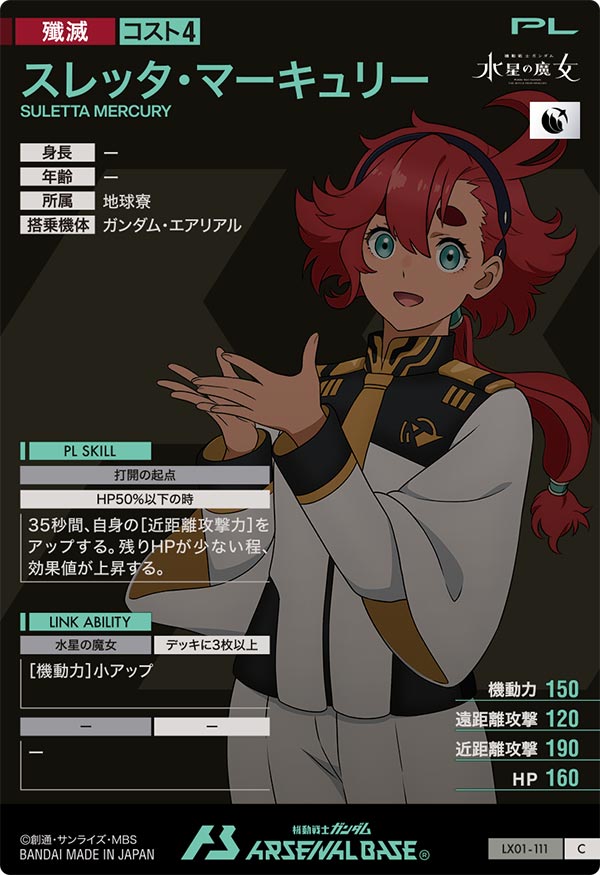 殲滅 コスト4
PL
スレッタ・マーキュリー
SULETTA MERCURY
機動戦士ガンダム
水星の魔女
身長 ー
年齢 ー
所属 地球寮
搭乗機体 ガンダム・エアリアル
PL SKILL
打開の起点
HP50%以下の時
35秒間、自身の[近距離攻撃力]を
アップする。残りHPが少ない程、
効果値が上昇する。
LINK ABILITY
水星の魔女 デッキに3枚以上
[機動力]小アップ
ー ー
ー
機動力 150
遠距離攻撃 120
近距離攻撃 190
HP 160
©創通・サンライズ・MBS
BANDAI MADE IN JAPAN
機動戦士ガンダム
ARSENAL BASE®
LX01-111 C